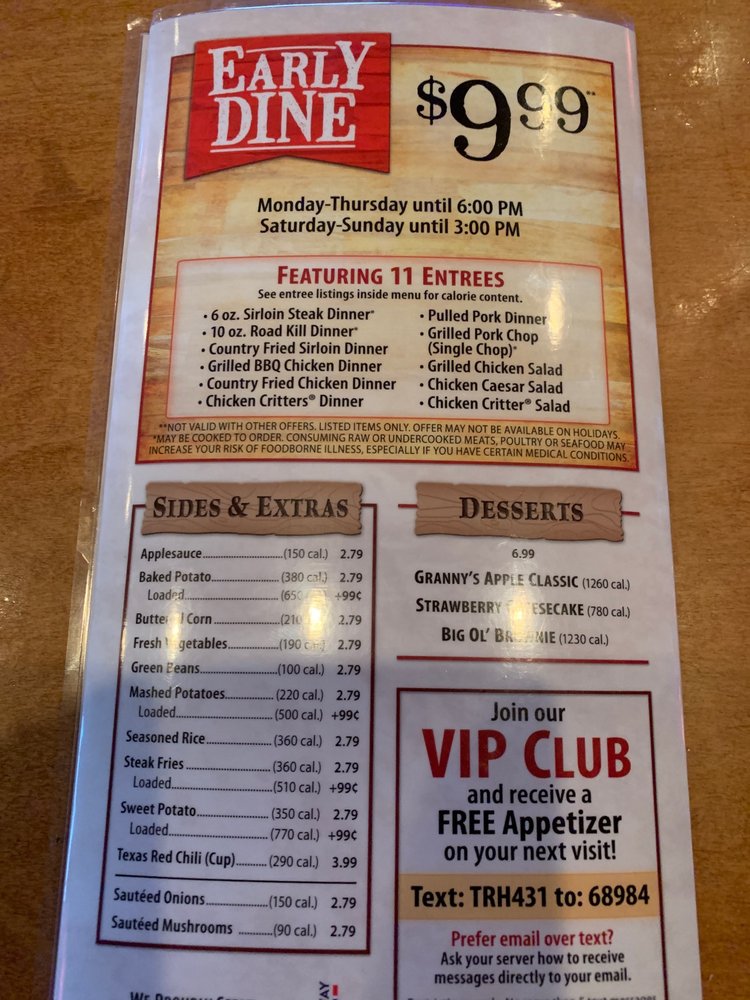 EARLY
DINE
$9.99**
Monday-Thursday until 6:00 PM
Saturday-Sunday until 3:00 PM
FEATURING 11 ENTREES
See entree listings inside menu for calorie content.
• 6 oz. Sirloin Steak Dinner*
• 10 oz. Road Kill Dinner*
• Country Fried Sirloin Dinner
• Grilled BBQ Chicken Dinner
• Country Fried Chicken Dinner
• Chicken Critters® Dinner
• Pulled Pork Dinner
• Grilled Pork Chop
(Single Chop)*
• Grilled Chicken Salad
• Chicken Caesar Salad
• Chicken Critter® Salad
**NOT VALID WITH OTHER OFFERS. LISTED ITEMS ONLY. OFFER MAY NOT BE AVAILABLE ON HOLIDAYS.
*MAY BE COOKED TO ORDER. CONSUMING RAW OR UNDERCOOKED MEATS, POULTRY OR SEAFOOD MAY
INCREASE YOUR RISK OF FOODBORNE ILLNESS, ESPECIALLY IF YOU HAVE CERTAIN MEDICAL CONDITIONS.
SIDES & EXTRAS
Applesauce (150 cal.) 2.79
Baked Potato (380 cal.) 2.79
Loaded +99¢
Corn 2.79
Fresh Vegetables (190 2.79
Green Beans (100 cal.) 2.79
Mashed Potatoes (220 cal.) 2.79
Loaded (500 cal.) +99¢
Seasoned Rice (360 cal.) 2.79
Steak Fries (360 cal.) 2.79
Loaded (510 cal.) +99¢
Sweet Potato (350 cal.) 2.79
Loaded (770 cal.) +99¢
Texas Red Chili (Cup) (290 cal.) 3.99
Sautéed Onions (150 cal.) 2.79
Sautéed Mushrooms (90 cal.) 2.79
DESSERTS
6.99
GRANNY'S APPLE CLASSIC (1260 cal.)
STRAWBERRY CHEESECAKE (780 cal.)
BIG OL' BROWNIE (1230 cal.)
Join our
VIP CLUB
and receive a
FREE Appetizer
on your next visit!
Text: TRH431 to: 68984
Prefer email over text?
Ask your server how to receive
messages directly to your email.